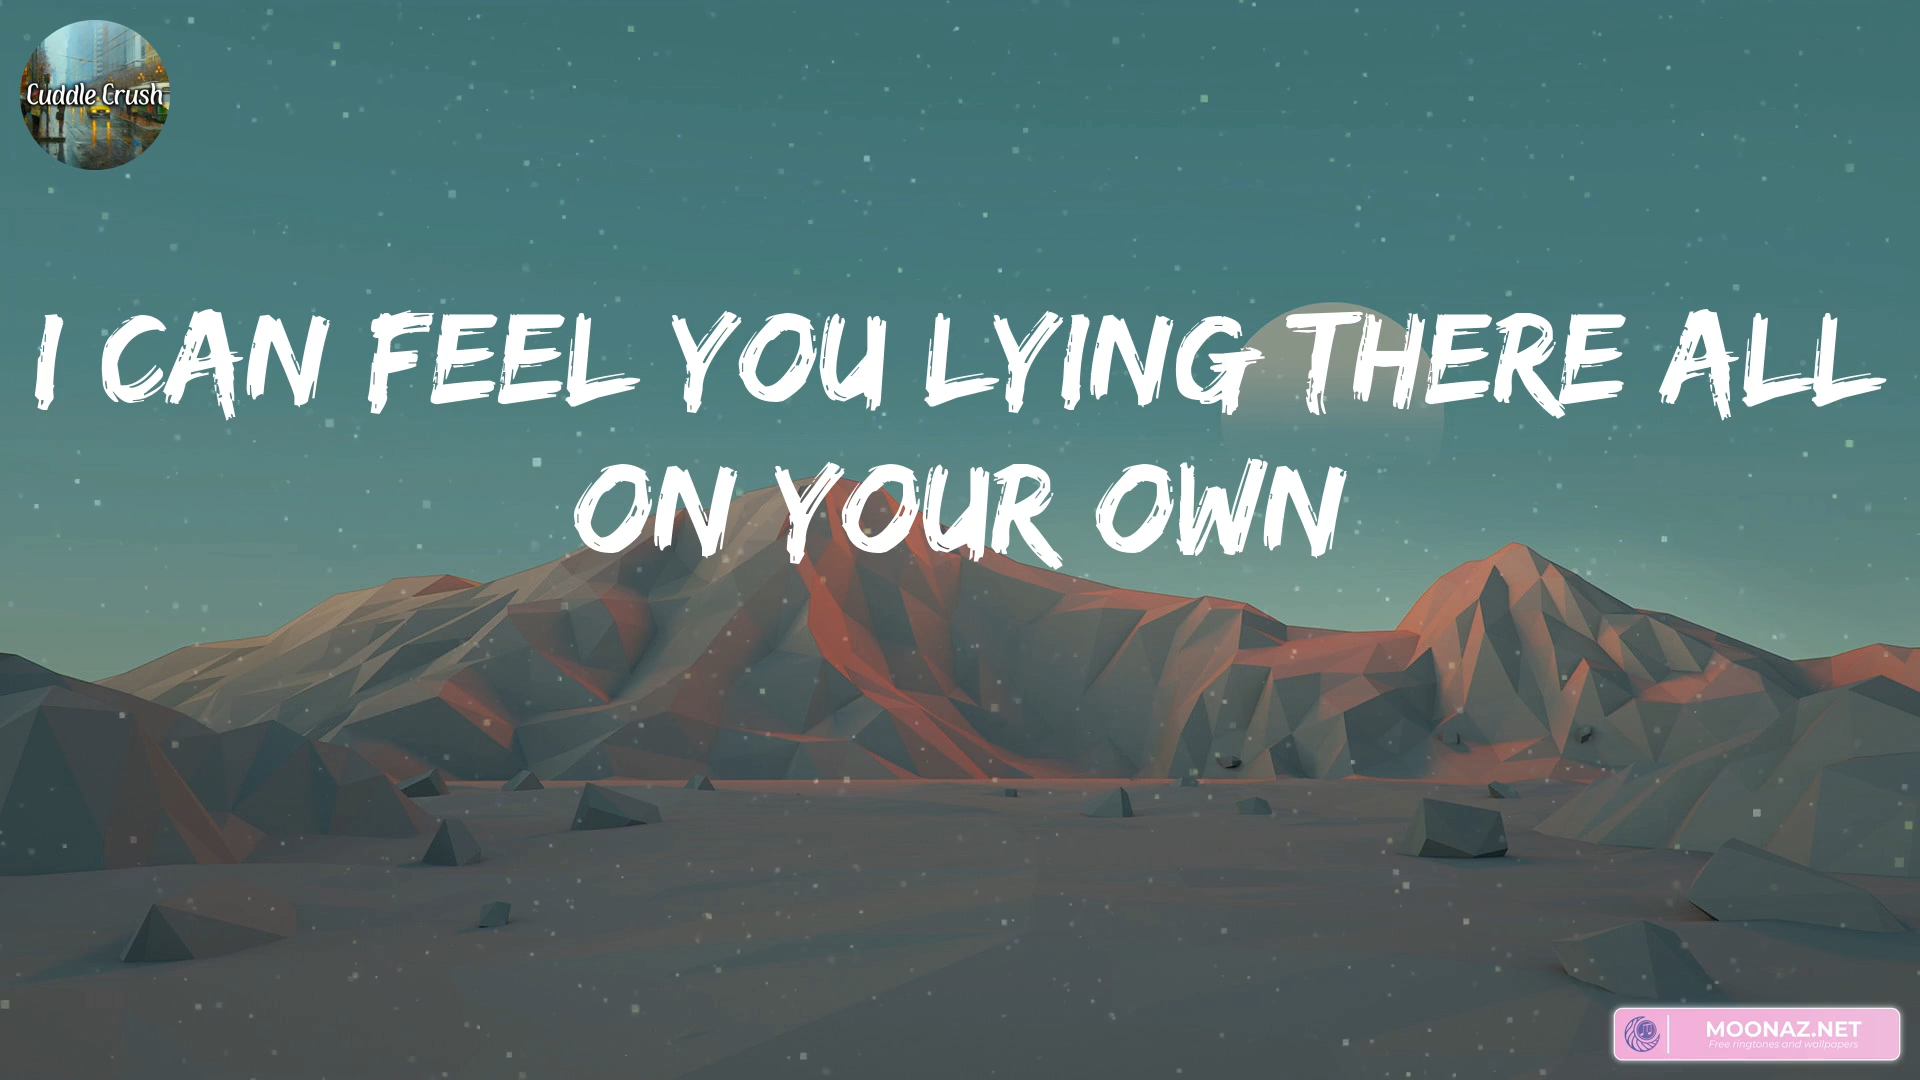 Cuddle Crush
I CAN FEEL YOU LYING THERE ALL
ON YOUR OWN
MOONAZ.NET
Free ringtones and wallpapers